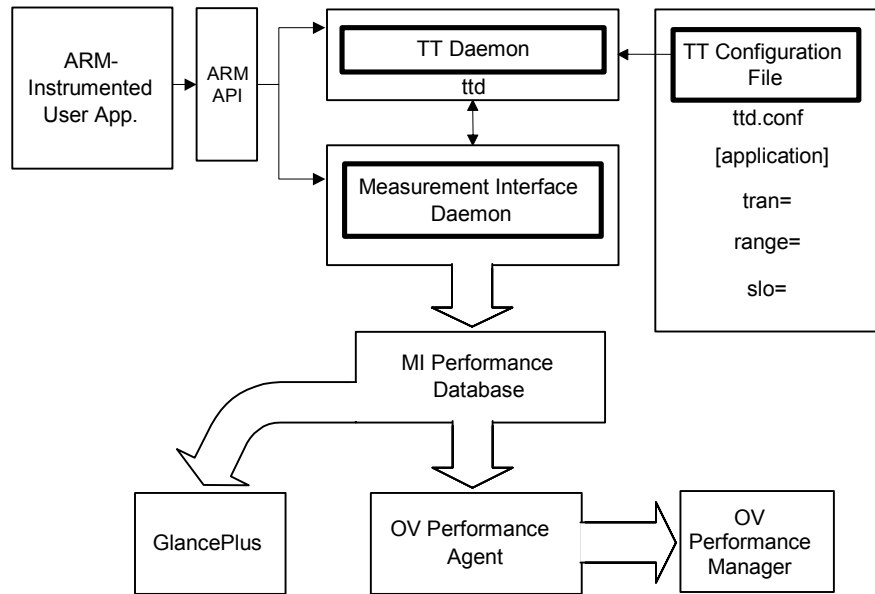 ARM-
Instrumented
User App.
ARM
API
TT Daemon
ttd
TT Configuration
File
ttd.conf
[application]
tran=
range=
slo=
Measurement Interface
Daemon
MI Performance
Database
GlancePlus
OV Performance
Agent
OV
Performance
Manager